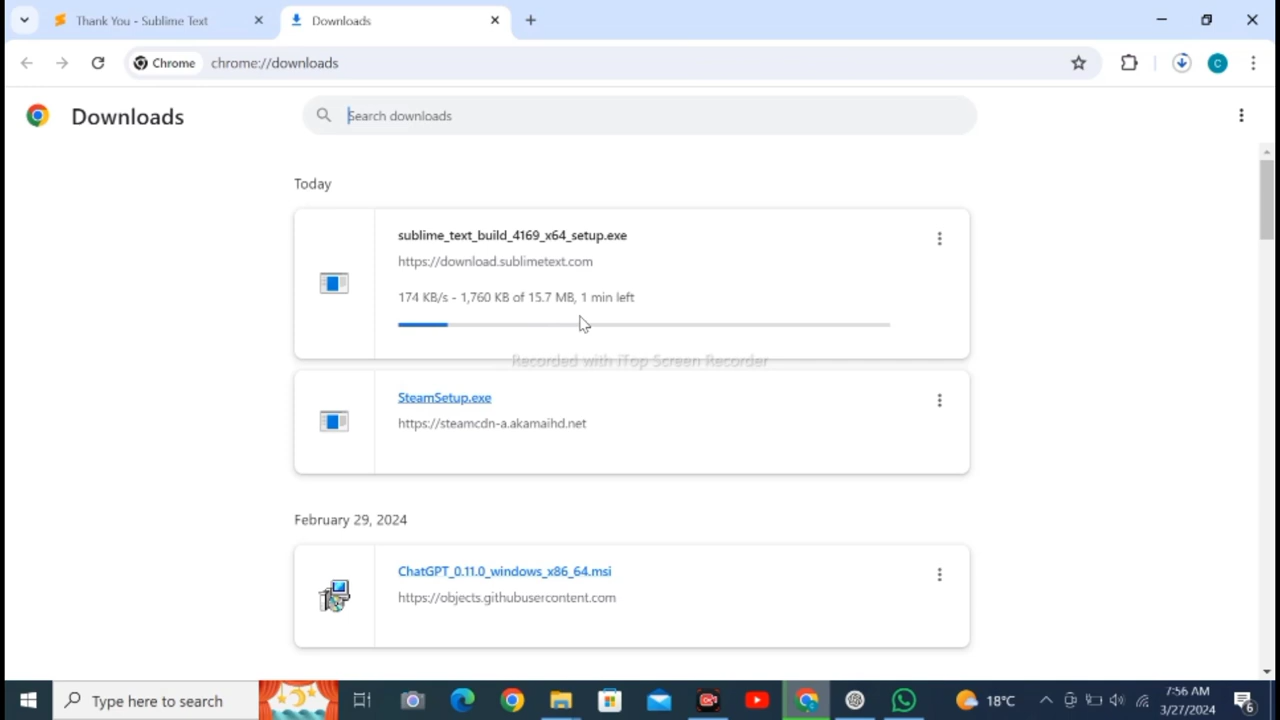 Thank You - Sublime Text
Downloads
Chrome
chrome://downloads
C
Downloads
Search downloads
Today
sublime_text_build_4169_x64_setup.exe
https://download.sublimetext.com
174 KB/s - 1,760 KB of 15.7 MB, 1 min left
Recorded with iTop Screen Recorder
SteamSetup.exe
https://steamcdn-a.akamaihd.net
February 29, 2024
ChatGPT_0.11.0_windows_x86_64.msi
https://objects.githubusercontent.com
Type here to search
18°C
7:56 AM
3/27/2024
6